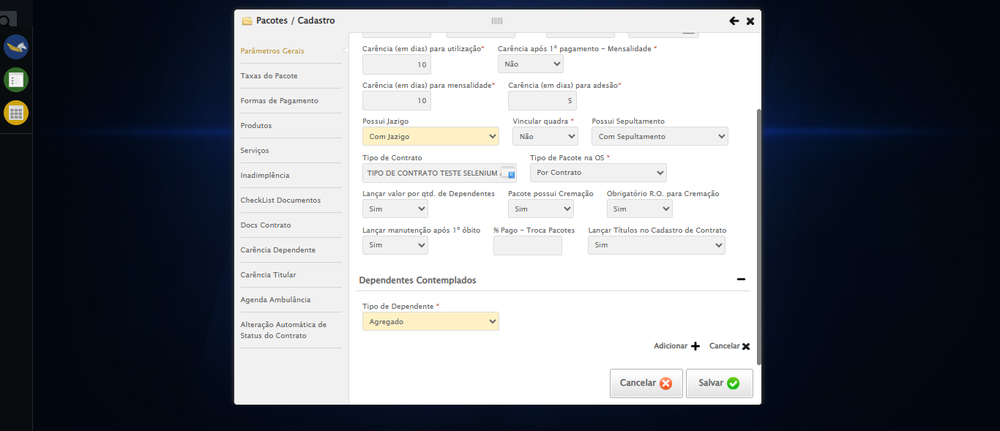 Pacotes / Cadastro
Parâmetros Gerais
Taxas do Pacote
Formas de Pagamento
Produtos
Serviços
Inadimplência
CheckList Documentos
Docs Contrato
Carência Dependente
Carência Titular
Agenda Ambulância
Alteração Automática de
Status do Contrato
Carência (em dias) para utilização* Carência após 1º pagamento - Mensalidade *
10 Não
Carência (em dias) para mensalidade* Carência (em dias) para adesão*
10 5
Possui Jazigo Vincular quadra * Possui Sepultamento
Com Jazigo Não Com Sepultamento
Tipo de Contrato Tipo de Pacote na OS *
TIPO DE CONTRATO TESTE SELENIUM Por Contrato
Lançar valor por qtd. de Dependentes Pacote possui Cremação Obrigatório R.O. para Cremação
Sim Sim Sim
Lançar manutenção após 1º óbito % Pago - Troca Pacotes Lançar Títulos no Cadastro de Contrato
Sim Sim
Dependentes Contemplados
Tipo de Dependente *
Agregado
Adicionar Cancelar
Cancelar Salvar